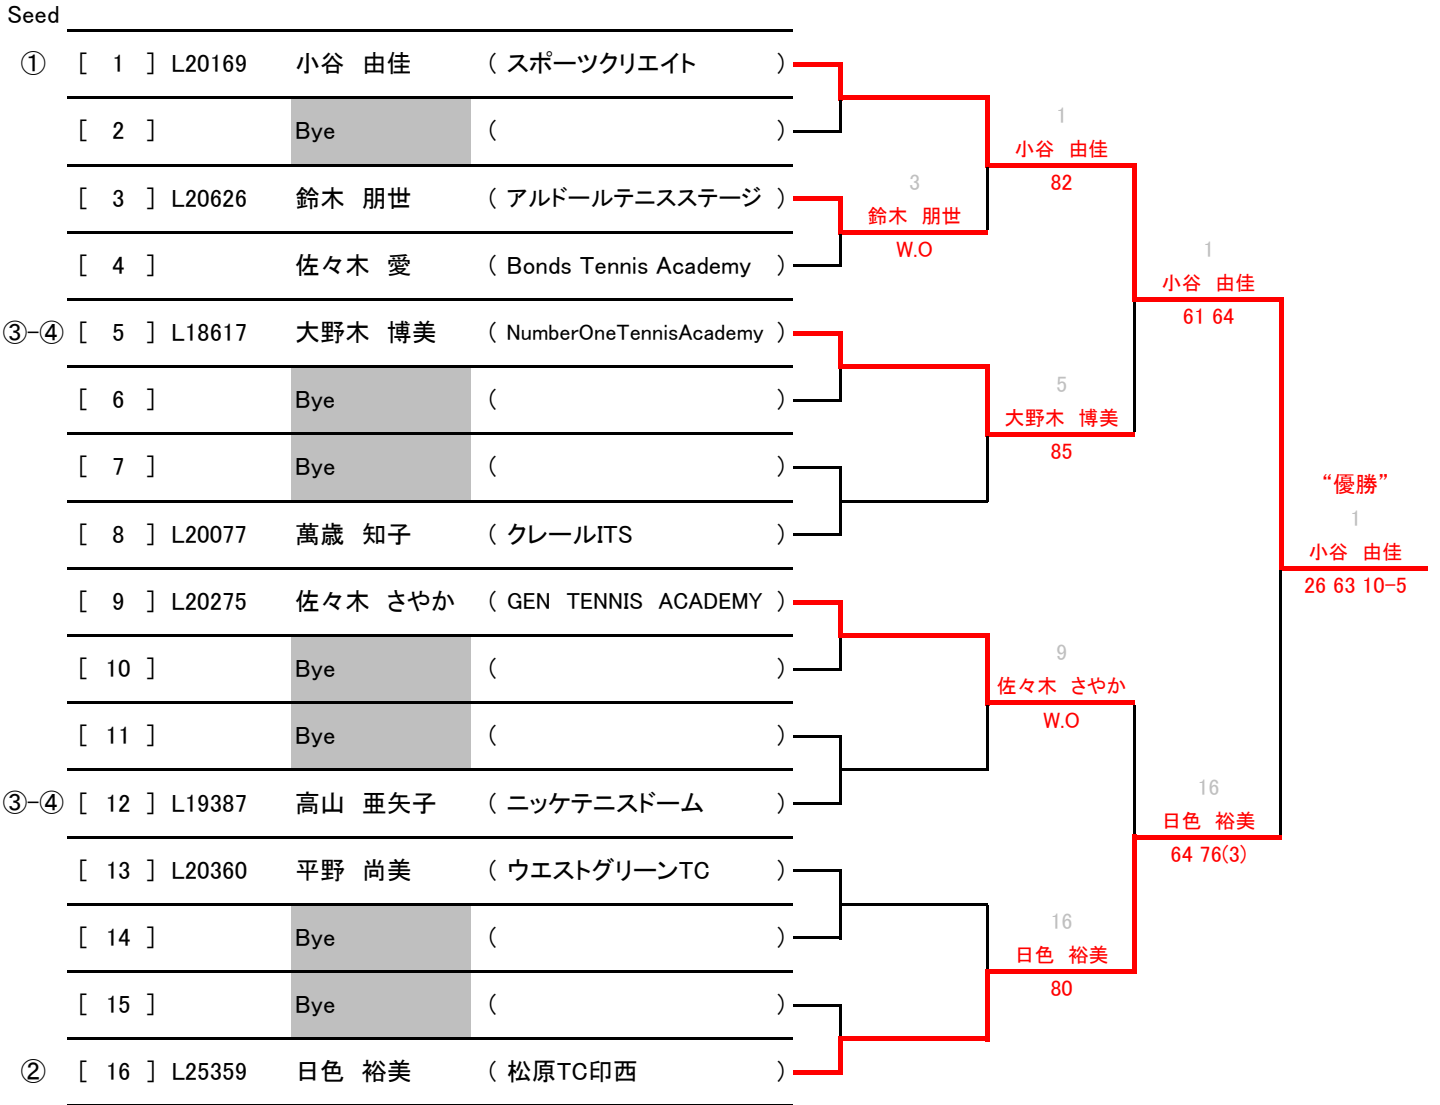 Seed
① [ 1 ] L20169 小谷 由佳 ( スポーツクリエイト )
[ 2 ] Bye ( )
1
小谷 由佳
82
[ 3 ] L20626 鈴木 朋世 ( アルドールテニスステージ )
3
鈴木 朋世
W.O
[ 4 ] 佐々木 愛 ( Bonds Tennis Academy )
1
小谷 由佳
61 64
③-④ [ 5 ] L18617 大野木 博美 ( NumberOneTennisAcademy )
[ 6 ] Bye ( )
5
大野木 博美
85
[ 7 ] Bye ( )
[ 8 ] L20077 萬歳 知子 ( クレールITS )
“優勝”
1
小谷 由佳
26 63 10-5
[ 9 ] L20275 佐々木 さやか ( GEN TENNIS ACADEMY )
[ 10 ] Bye ( )
9
佐々木 さやか
W.O
[ 11 ] Bye ( )
③-④ [ 12 ] L19387 高山 亜矢子 ( ニッケテニスドーム )
16
日色 裕美
64 76(3)
[ 13 ] L20360 平野 尚美 ( ウエストグリーンTC )
[ 14 ] Bye ( )
16
日色 裕美
80
[ 15 ] Bye ( )
② [ 16 ] L25359 日色 裕美 ( 松原TC印西 )